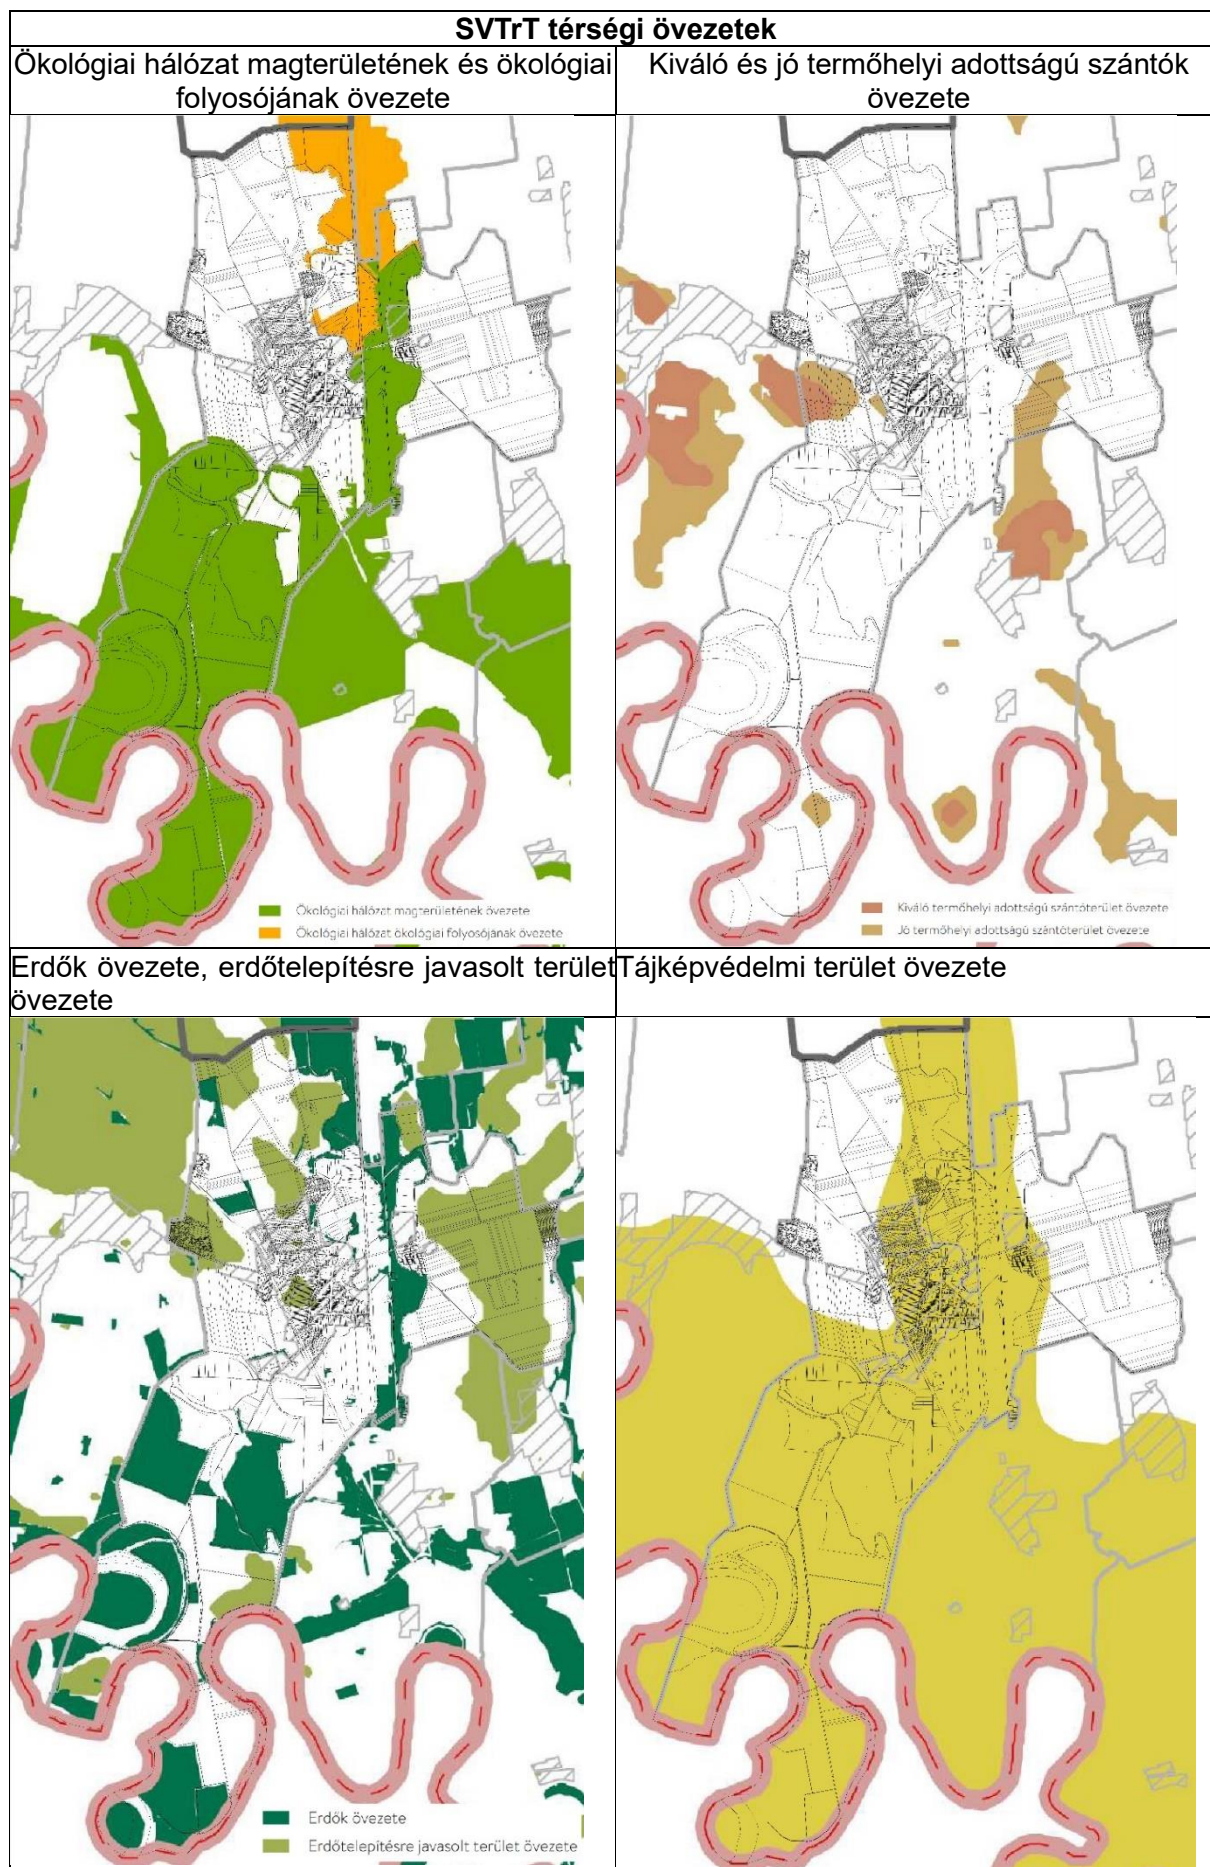 SVTrT térségi övezetek
Ökológiai hálózat magterületének és ökológiai
folyosójának övezete
Kiváló és jó termőhelyi adottságú szántók
övezete
Ökológiai hálózat magterületének övezete
Ökológiai hálózat ökológiai folyosójának övezete
Kiváló termőhelyi adottságú szántóterület övezete
Jó termőhelyi adottságú szántóterület övezete
Erdők övezete, erdőtelepítésre javasolt terület
övezete
Tájképvédelmi terület övezete
Erdők övezete
Erdőtelepítésre javasolt terület övezete